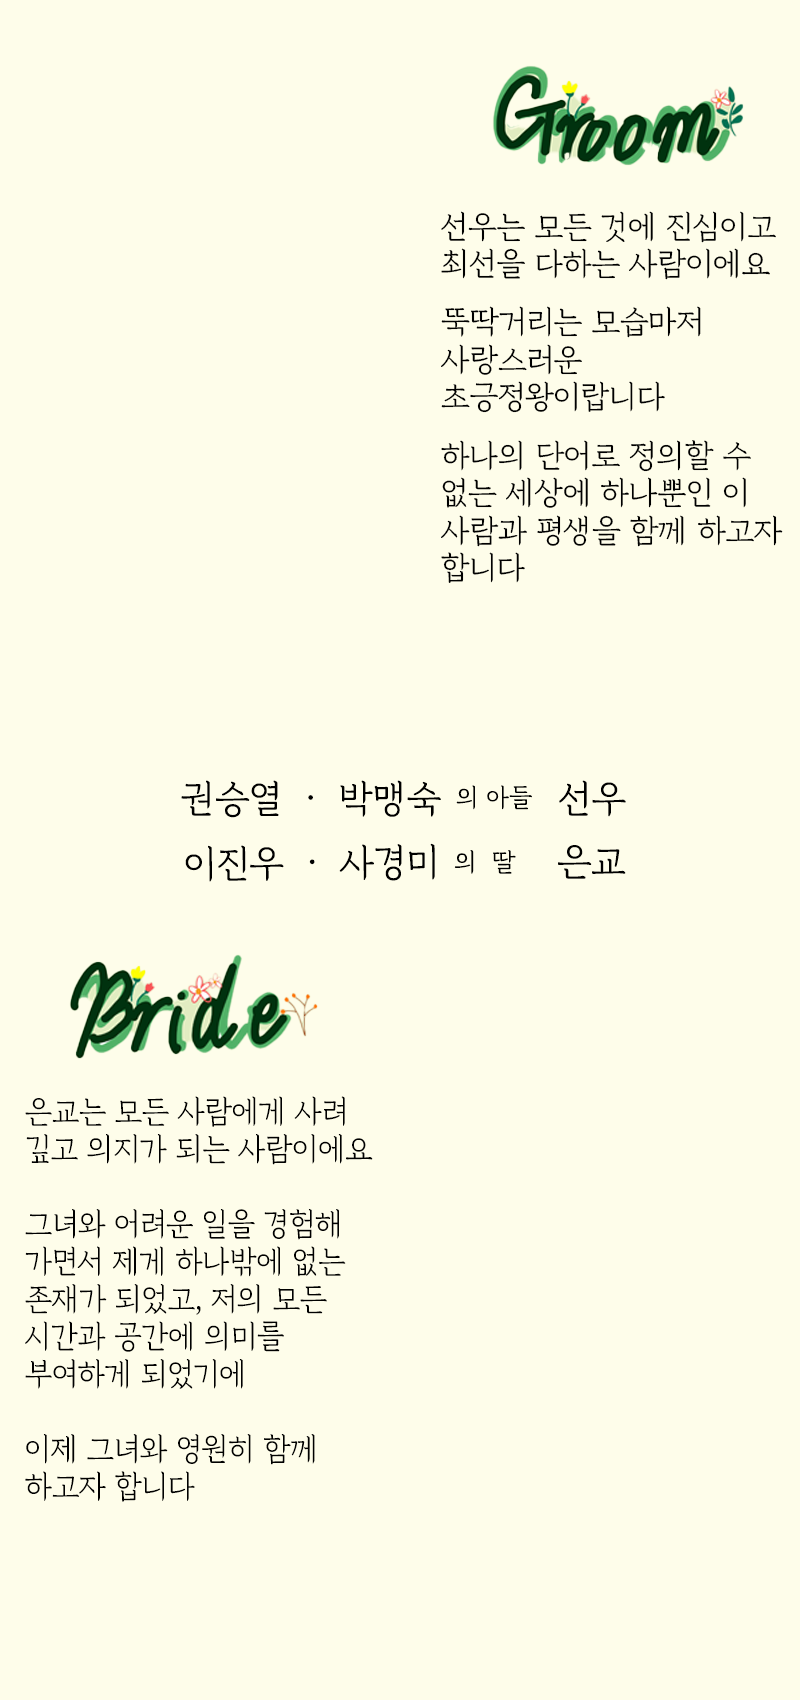 Groom
선우는 모든 것에 진심이고
최선을 다하는 사람이에요
뚝딱거리는 모습마저
사랑스러운
초긍정왕이랍니다
하나의 단어로 정의할 수
없는 세상에 하나뿐인 이
사람과 평생을 함께 하고자
합니다
권승열 · 박맹숙 의 아들 선우
이진우 · 사경미 의 딸 은교
Bride
은교는 모든 사람에게 사려
깊고 의지가 되는 사람이에요
그녀와 어려운 일을 경험해
가면서 제게 하나밖에 없는
존재가 되었고, 저의 모든
시간과 공간에 의미를
부여하게 되었기에
이제 그녀와 영원히 함께
하고자 합니다